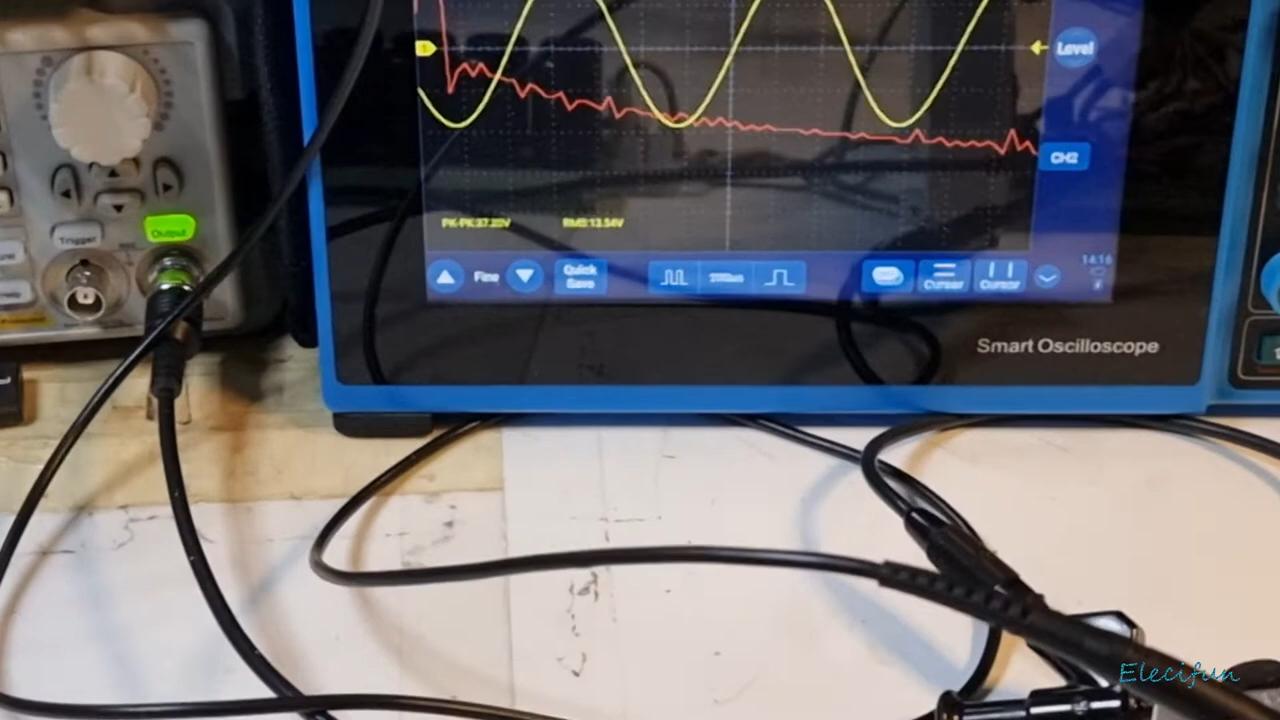 1
Level
CH2
PK-PK:37.20V RMS:13.54V
Output
Trigger
Fine
Quick
Save
Cursor
Cursor
14:16
Smart Oscilloscope
Elecifun